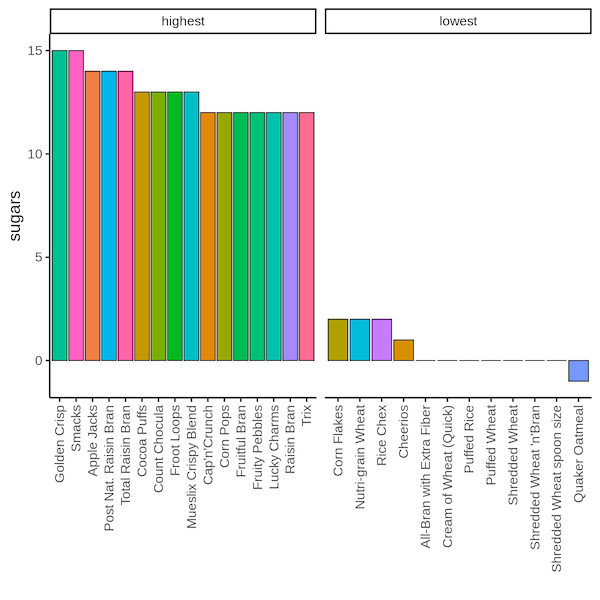 highest
lowest
sugars
15
10
5
0
Golden Crisp
Smacks
Apple Jacks
Post Nat. Raisin Bran
Total Raisin Bran
Cocoa Puffs
Count Chocula
Froot Loops
Mueslix Crispy Blend
Cap'n'Crunch
Corn Pops
Fruitful Bran
Fruity Pebbles
Lucky Charms
Raisin Bran
Trix
Corn Flakes
Nutri-grain Wheat
Rice Chex
Cheerios
All-Bran with Extra Fiber
Cream of Wheat (Quick)
Puffed Rice
Puffed Wheat
Shredded Wheat
Shredded Wheat 'n'Bran
Shredded Wheat spoon size
Quaker Oatmeal